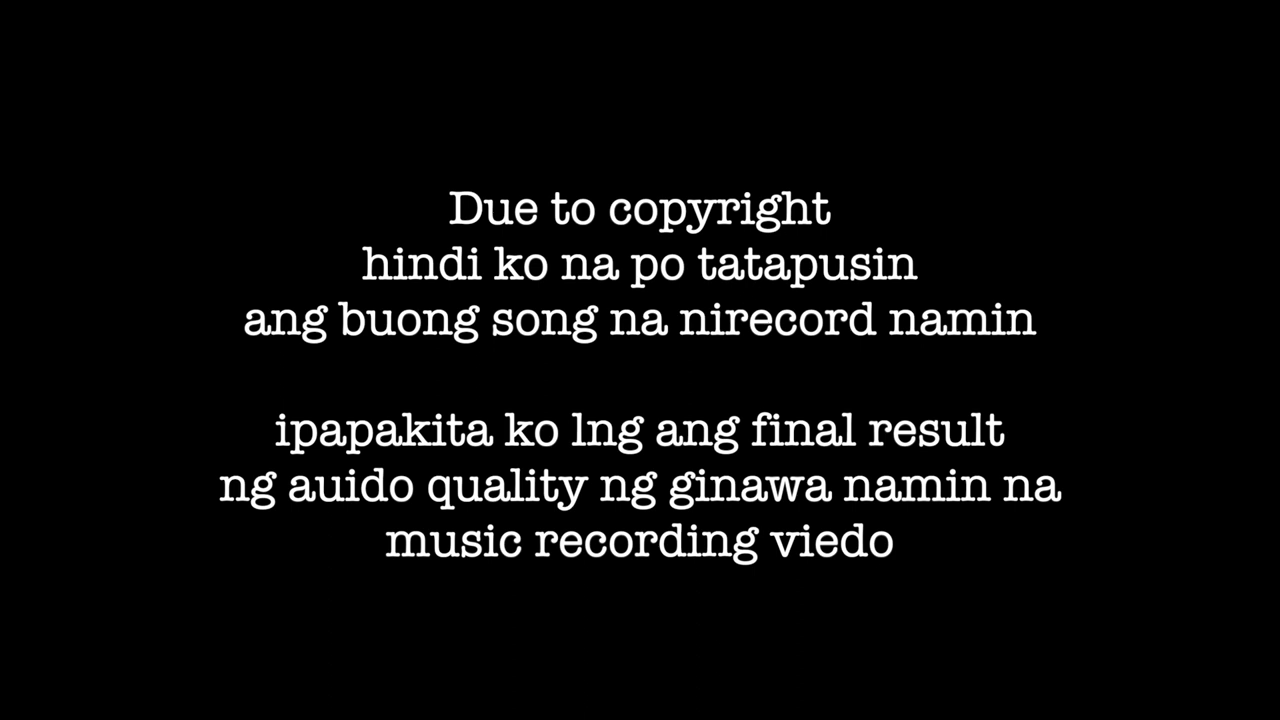 Due to copyright
hindi ko na po tatapusin
ang buong song na nirecord namin
ipapakita ko lng ang final result
ng auido quality ng ginawa namin na
music recording viedo